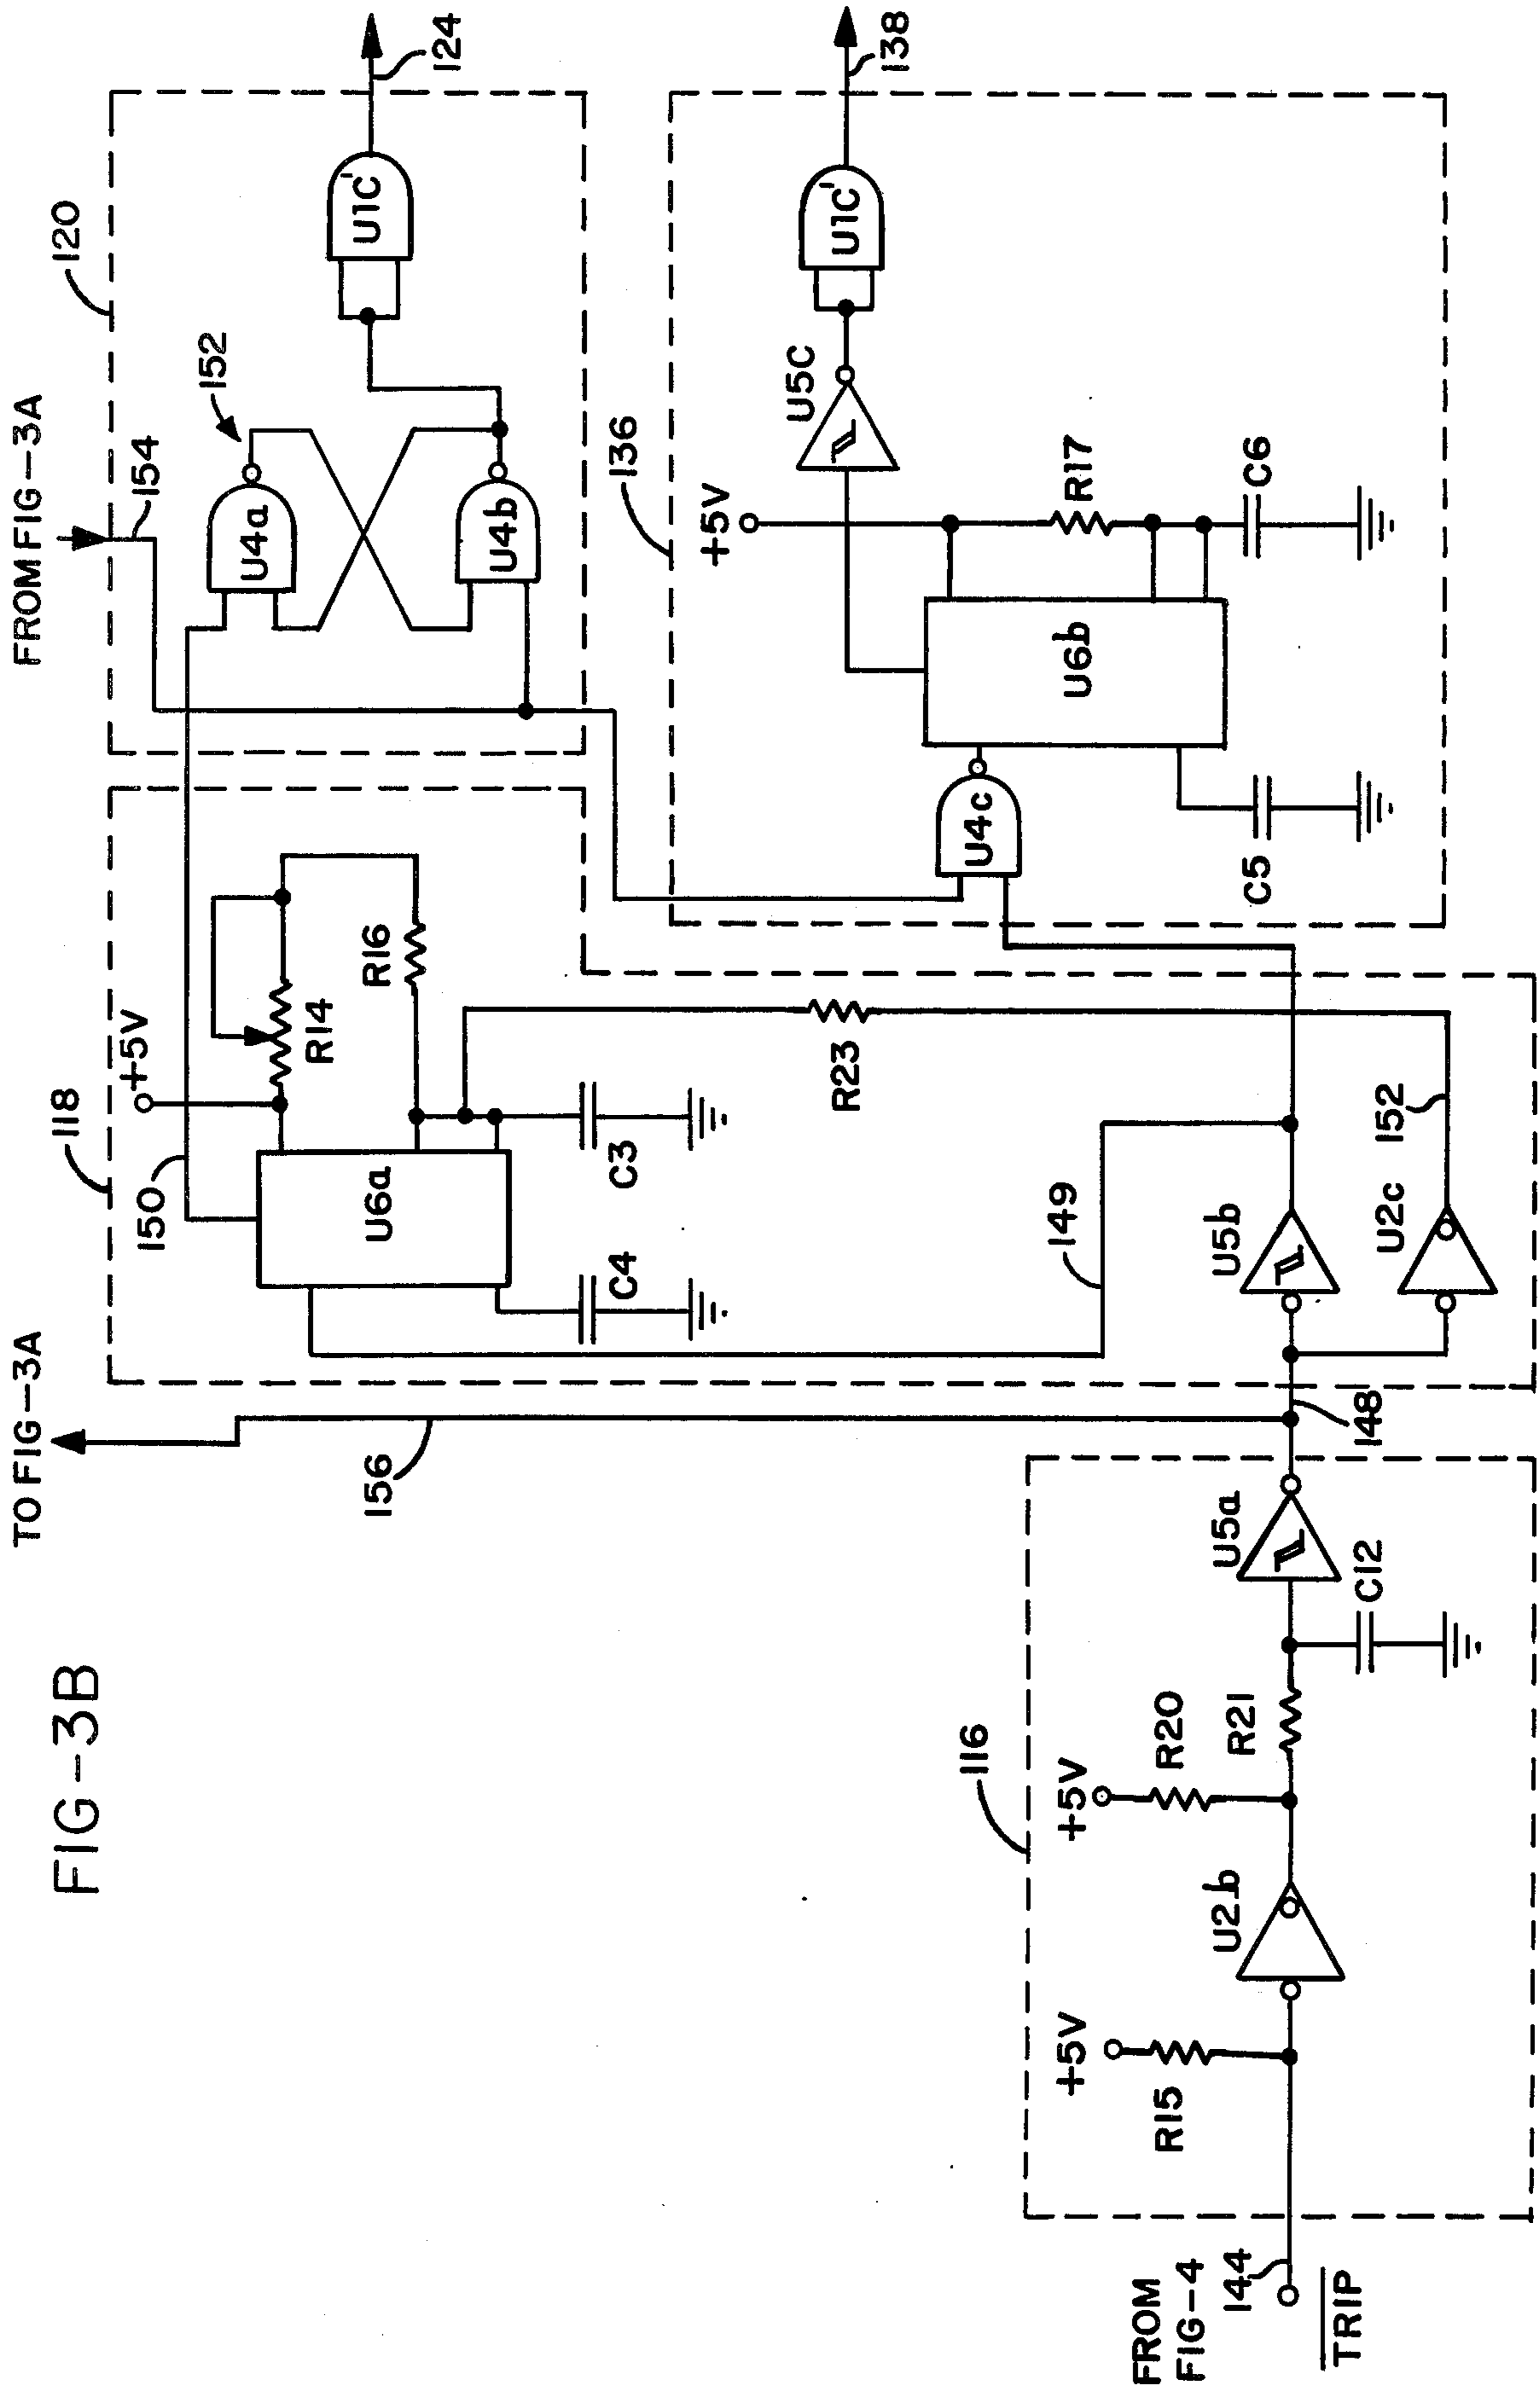 FIG-3B
TO FIG-3A
FROM FIG-3A
156
118
150
+5V
R14
R16
U6a
C4
C3
154
152
120
U4a
U4b
U1C'
124
149
R23
136
+5V
U5C
U1C'
138
U4c
U6b
R17
C5
C6
116
+5V
R15
U2b
+5V
R20
R21
U5a
C12
148
U5b
U2c
152
FROM
FIG-4
144
TRIP